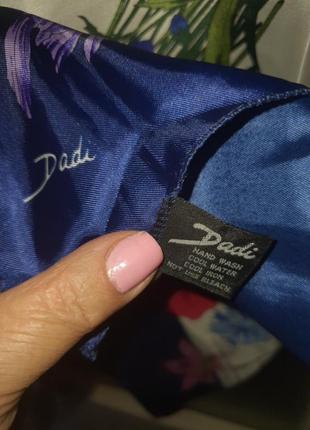 Dadi
Dadi
HAND WASH
COOL WATER
COOL IRON
NOT USE BLEACH